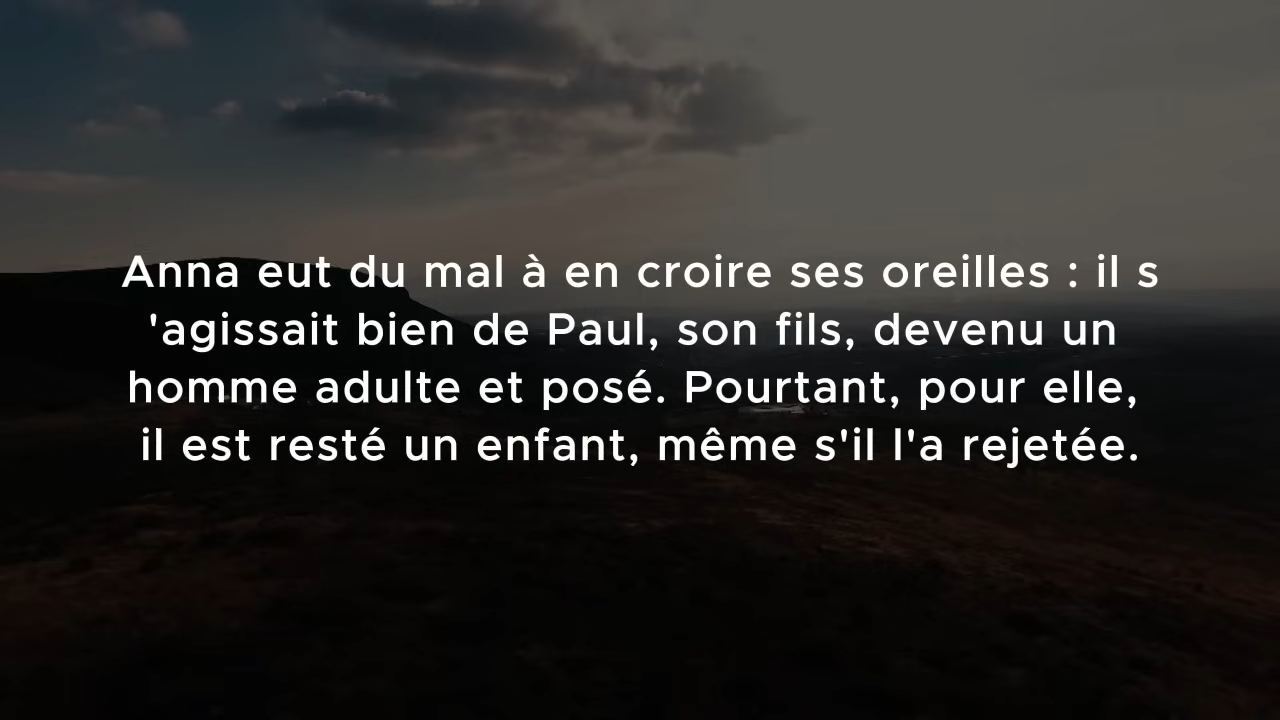 Anna eut du mal à en croire ses oreilles : il s
'agissait bien de Paul, son fils, devenu un
homme adulte et posé. Pourtant, pour elle,
il est resté un enfant, même s'il l'a rejetée.